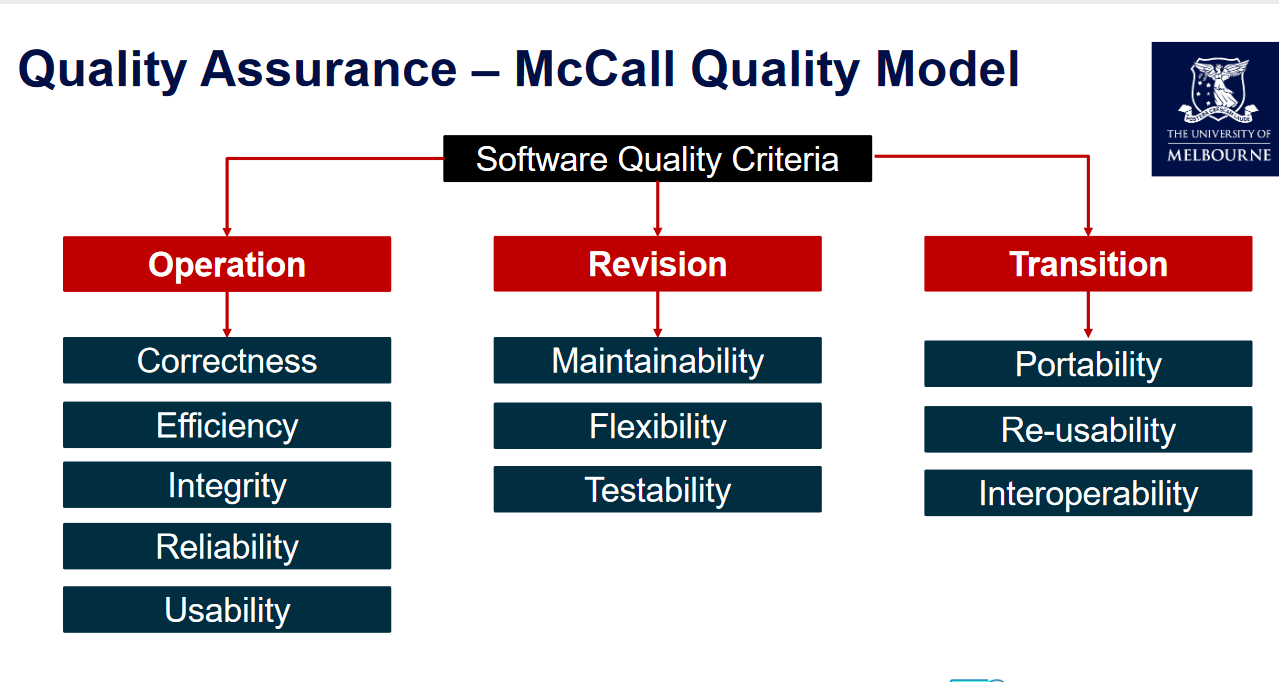 Quality Assurance – McCall Quality Model
THE UNIVERSITY OF
MELBOURNE
Software Quality Criteria
Operation
Revision
Transition
Correctness
Maintainability
Portability
Efficiency
Flexibility
Re-usability
Integrity
Testability
Interoperability
Reliability
Usability